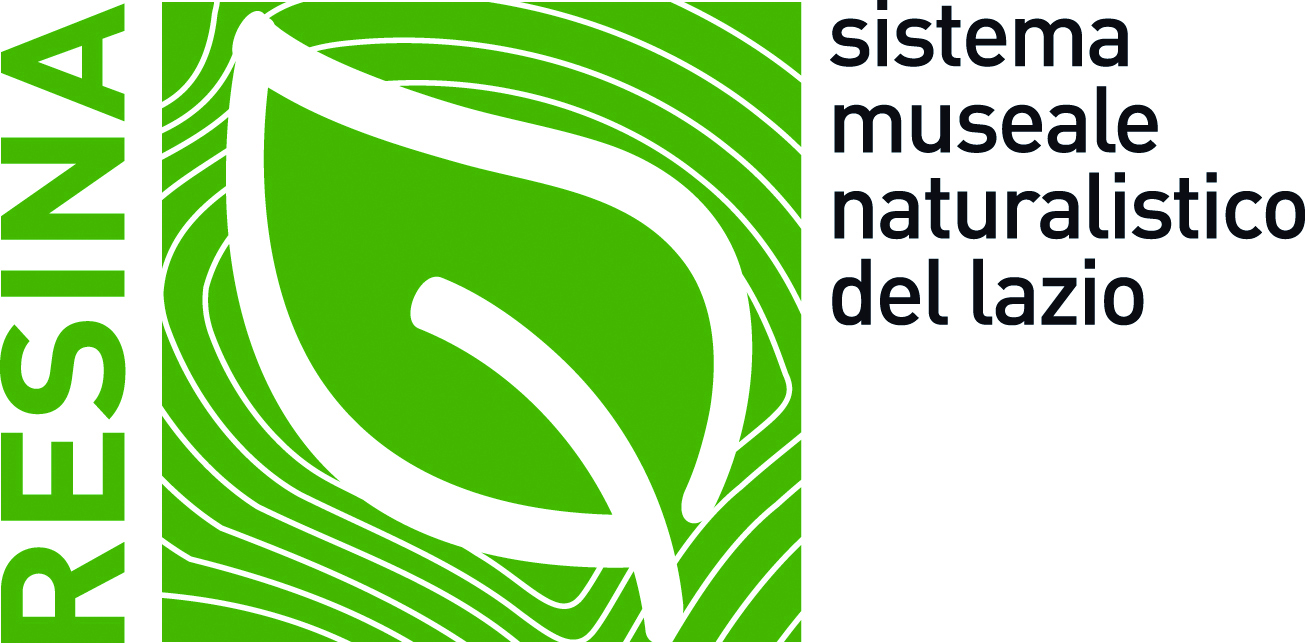 RESINA
sistema
museale
naturalistico
del lazio